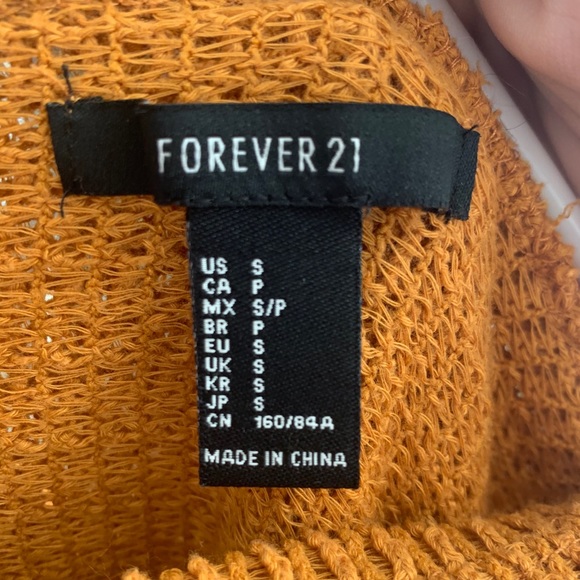 FOREVER 21
US S
CA P
MX S/P
BR P
EU S
UK S
KR S
JP S
CN 160/84A
MADE IN CHINA